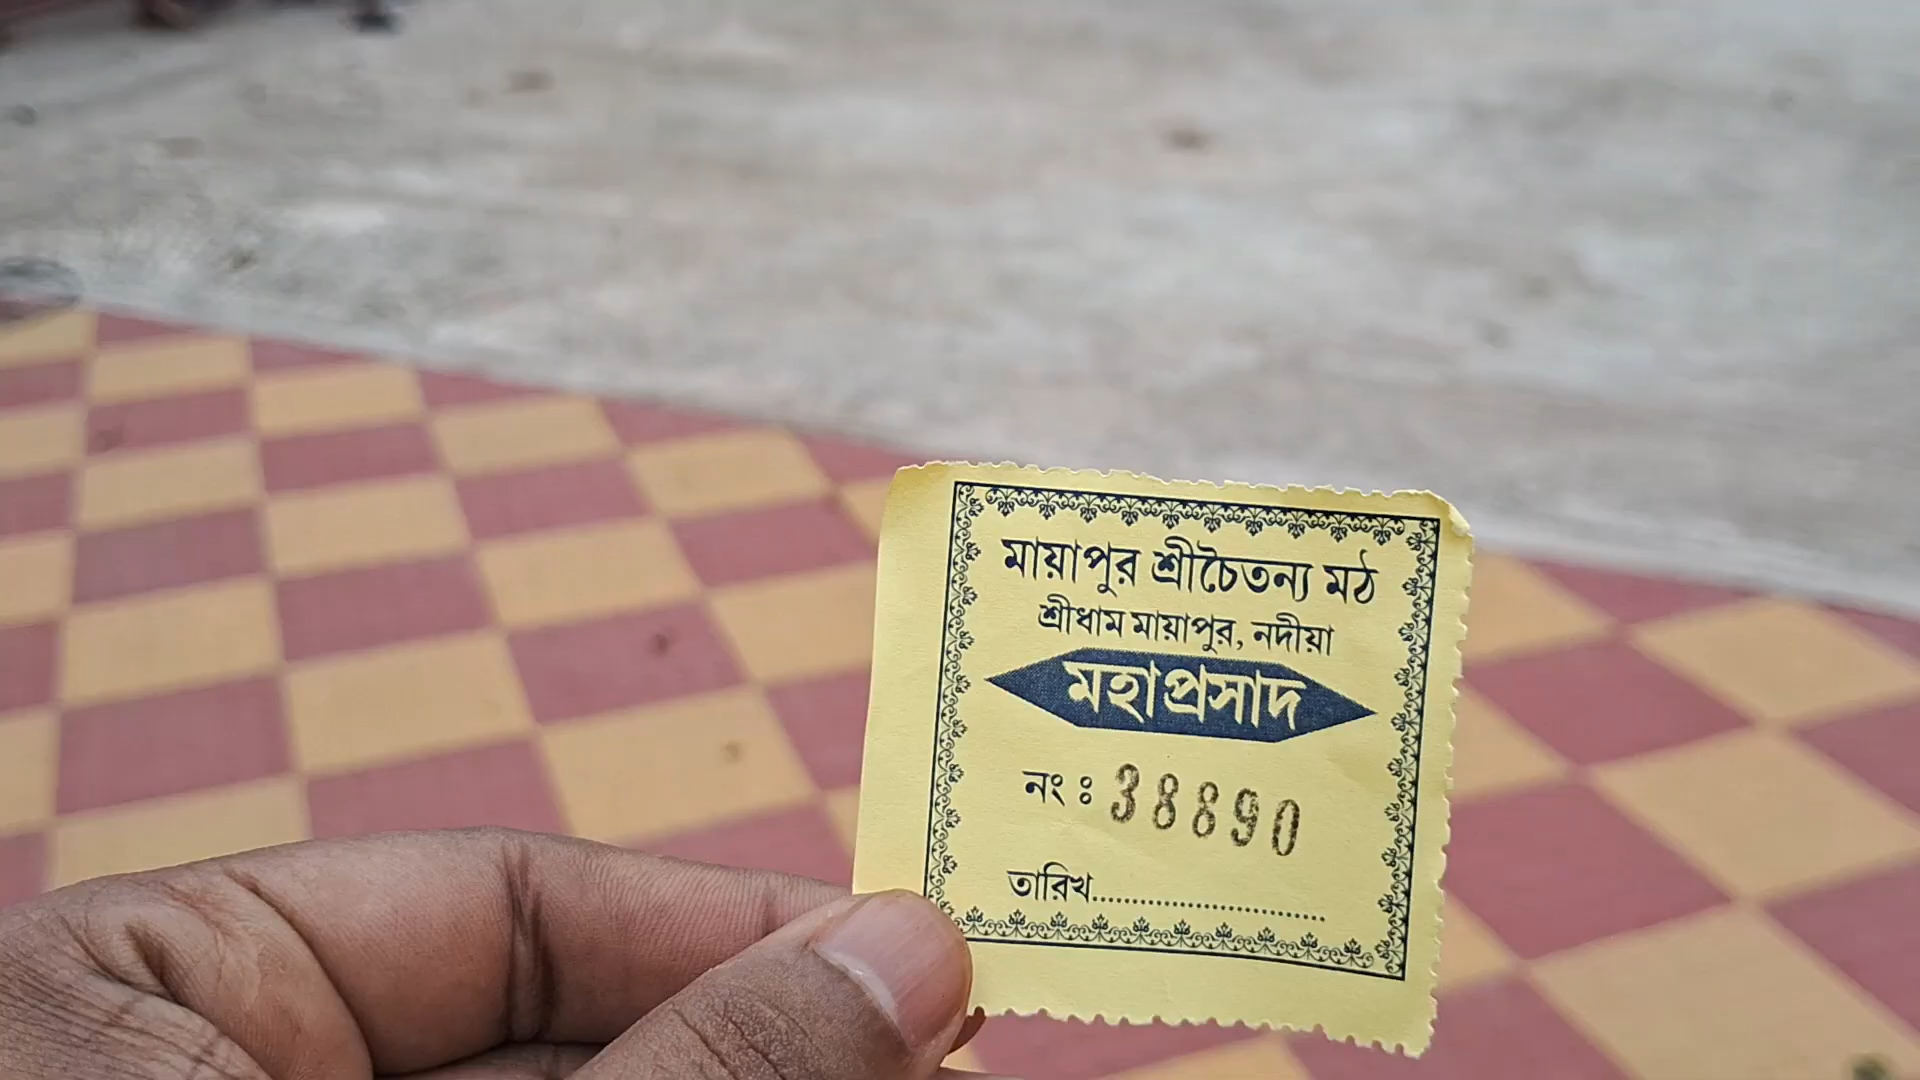 মায়াপুর শ্রীচৈতন্য মঠ
শ্রীধাম মায়াপুর, নদীয়া
মহাপ্রসাদ
নং ঃ 38890
তারিখ..............................